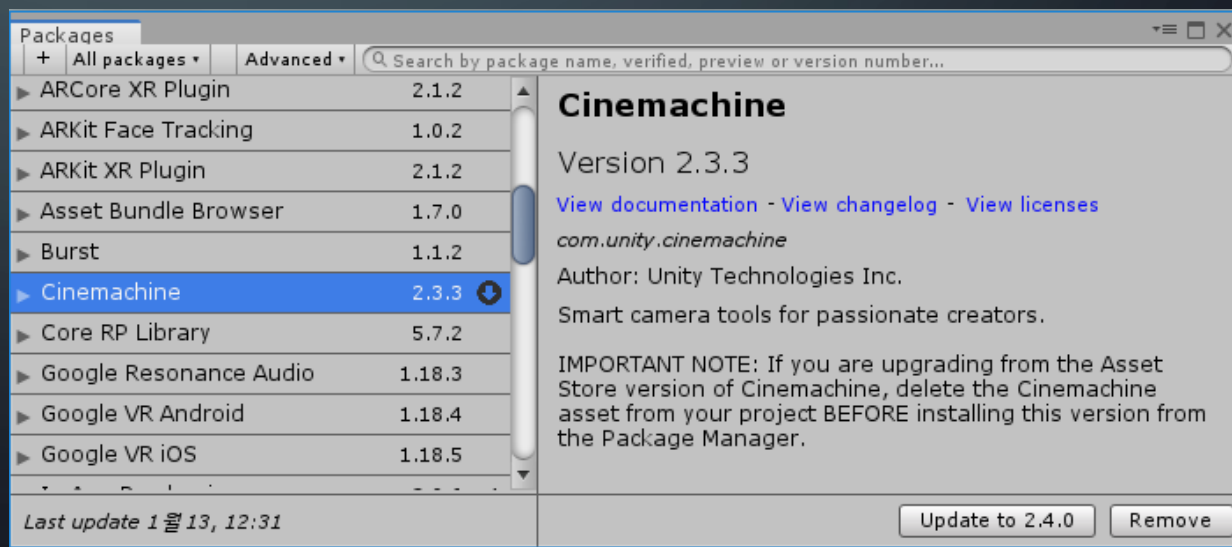 Packages
+ All packages Advanced Search by package name, verified, preview or version number...
ARCore XR Plugin 2.1.2
ARKit Face Tracking 1.0.2
ARKit XR Plugin 2.1.2
Asset Bundle Browser 1.7.0
Burst 1.1.2
Cinemachine 2.3.3
Core RP Library 5.7.2
Google Resonance Audio 1.18.3
Google VR Android 1.18.4
Google VR iOS 1.18.5
Last update 1월 13, 12:31
Cinemachine
Version 2.3.3
View documentation - View changelog - View licenses
com.unity.cinemachine
Author: Unity Technologies Inc.
Smart camera tools for passionate creators.
IMPORTANT NOTE: If you are upgrading from the Asset
Store version of Cinemachine, delete the Cinemachine
asset from your project BEFORE installing this version from
the Package Manager.
Update to 2.4.0 Remove